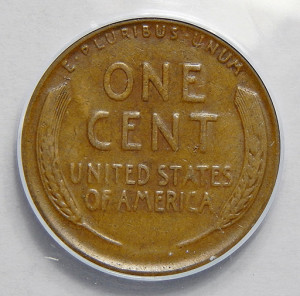 E·PLURIBUS·UNUM
ONE
CENT
UNITED STATES
OF AMERICA